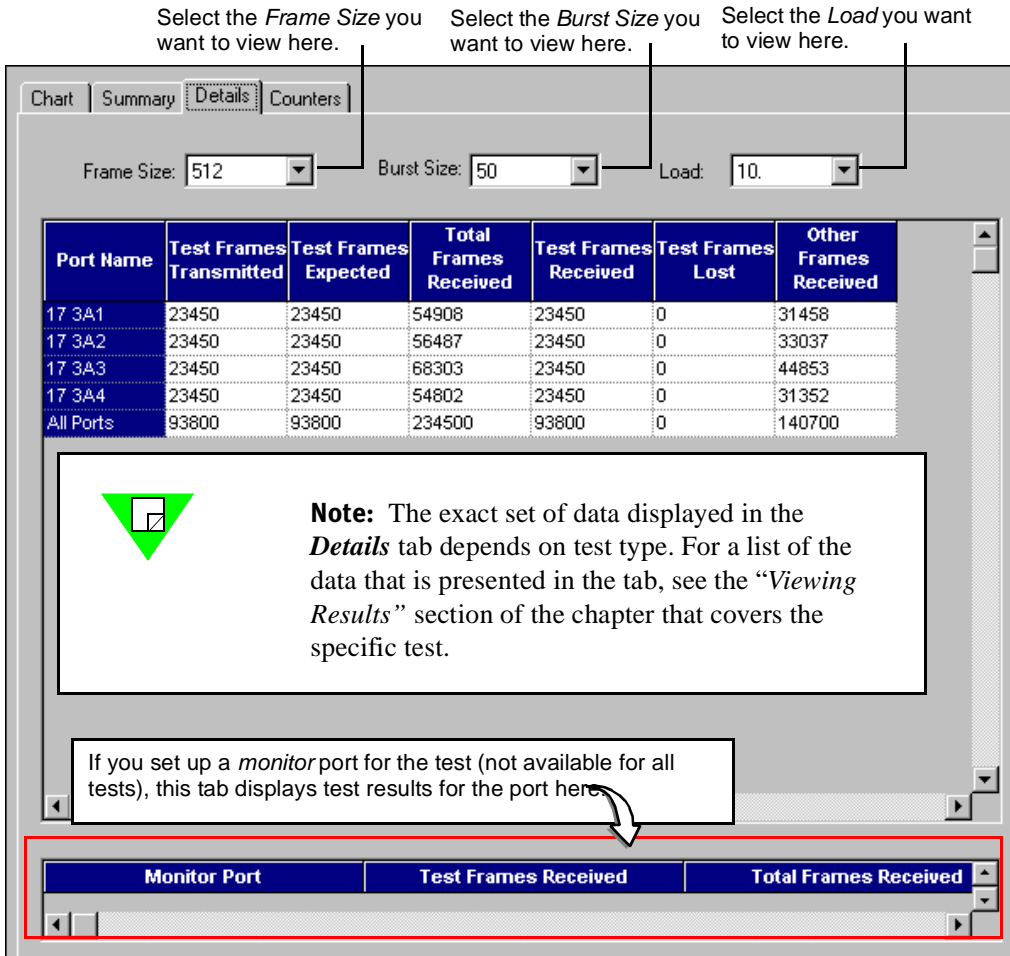 Select the Frame Size you
want to view here.
Select the Burst Size you
want to view here.
Select the Load you want
to view here.
Chart Summary Details Counters
Frame Size: 512 Burst Size: 50 Load: 10.
Port Name Test Frames Transmitted Test Frames Expected Total Frames Received Test Frames Received Test Frames Lost Other Frames Received
17 3A1 23450 23450 54908 23450 0 31458
17 3A2 23450 23450 56487 23450 0 33037
17 3A3 23450 23450 68303 23450 0 44853
17 3A4 23450 23450 54802 23450 0 31352
All Ports 93800 93800 234500 93800 0 140700
Note: The exact set of data displayed in the
Details tab depends on test type. For a list of the
data that is presented in the tab, see the “Viewing
Results” section of the chapter that covers the
specific test.
If you set up a monitor port for the test (not available for all
tests), this tab displays test results for the port here.
Monitor Port Test Frames Received Total Frames Received